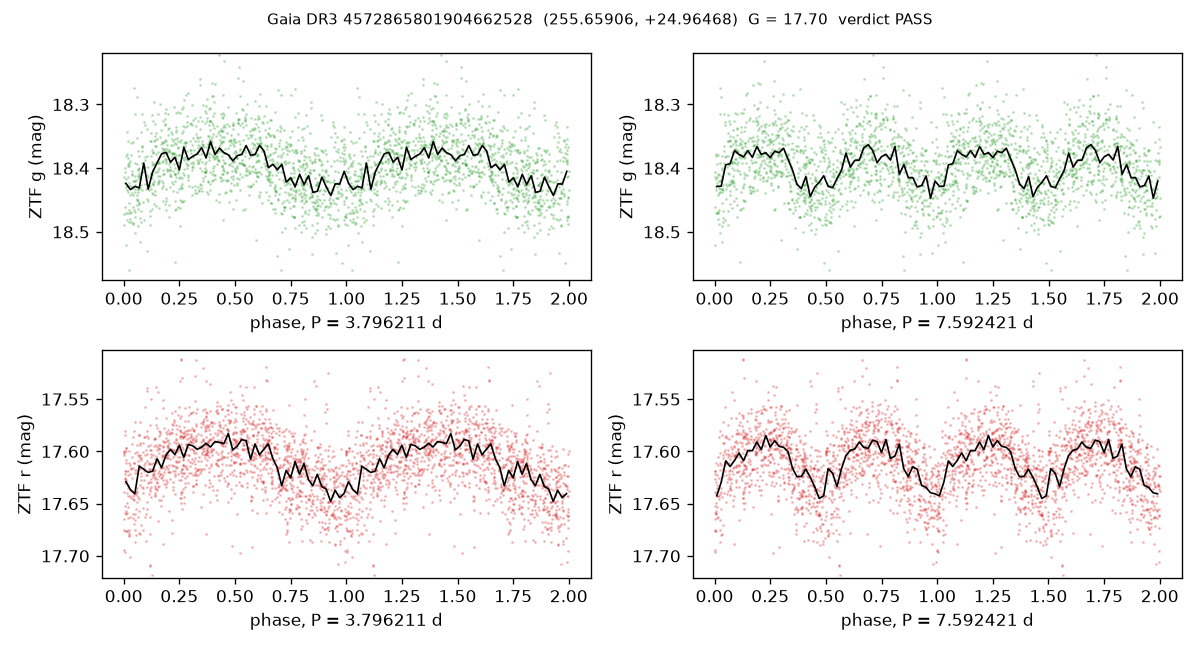 Gaia DR3 4572865801904662528 (255.65906, +24.96468) G = 17.70 verdict PASS
ZTF g (mag)
18.3
18.4
18.5
0.00 0.25 0.50 0.75 1.00 1.25 1.50 1.75 2.00
phase, P = 3.796211 d
ZTF g (mag)
18.3
18.4
18.5
0.00 0.25 0.50 0.75 1.00 1.25 1.50 1.75 2.00
phase, P = 7.592421 d
ZTF r (mag)
17.55
17.60
17.65
17.70
0.00 0.25 0.50 0.75 1.00 1.25 1.50 1.75 2.00
phase, P = 3.796211 d
ZTF r (mag)
17.55
17.60
17.65
17.70
0.00 0.25 0.50 0.75 1.00 1.25 1.50 1.75 2.00
phase, P = 7.592421 d